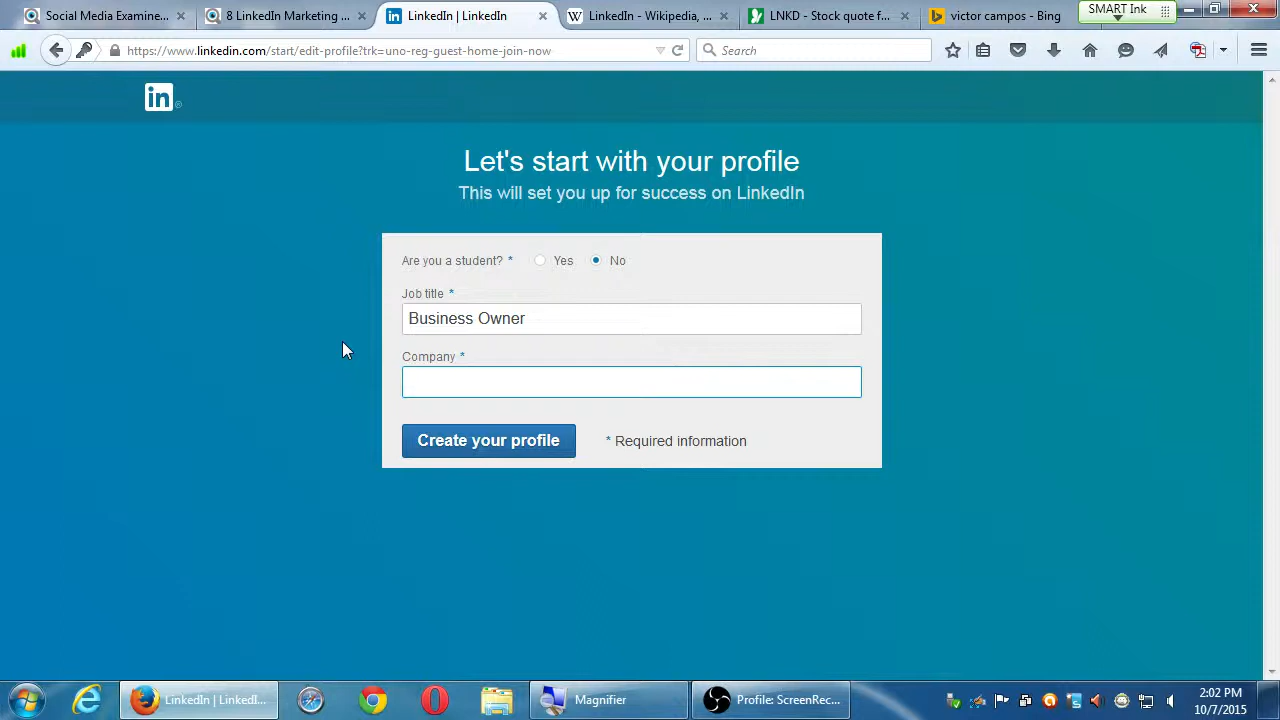 Social Media Prominenc...
8 LinkedIn Marketing ...
LinkedIn | LinkedIn
LinkedIn - Wikipedia, ...
LNKD - Stock quote f...
victor campos - Bing
SMART Ink
https://www.linkedin.com/start/edit-profile?trk=uno-reg-guest-home-join-now
Search
in
Let's start with your profile
This will set you up for success on LinkedIn
Are you a student? * Yes No
Job title *
Business Owner
Company *
Create your profile
* Required information
LinkedIn | LinkedI...
Magnifier
Profile: ScreenRec...
2:02 PM
10/7/2015